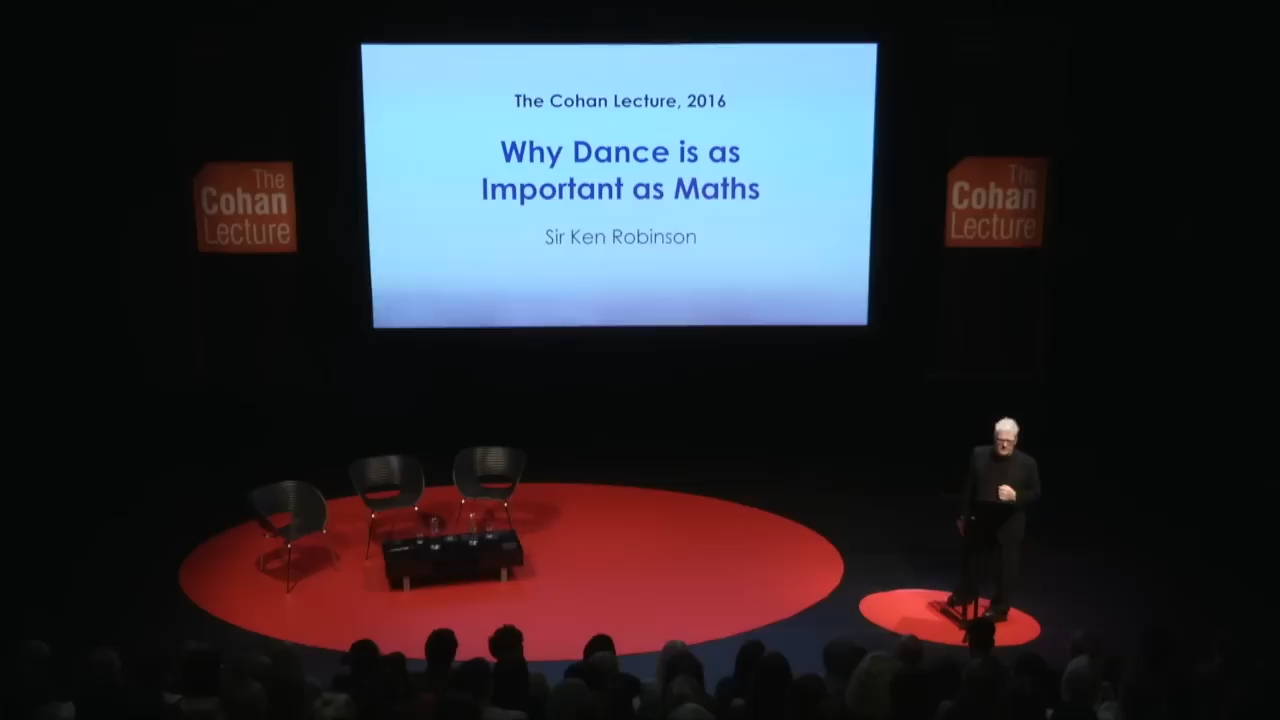 The Cohan Lecture, 2016
Why Dance is as
Important as Maths
Sir Ken Robinson
The
Cohan
Lecture
The
Cohan
Lecture